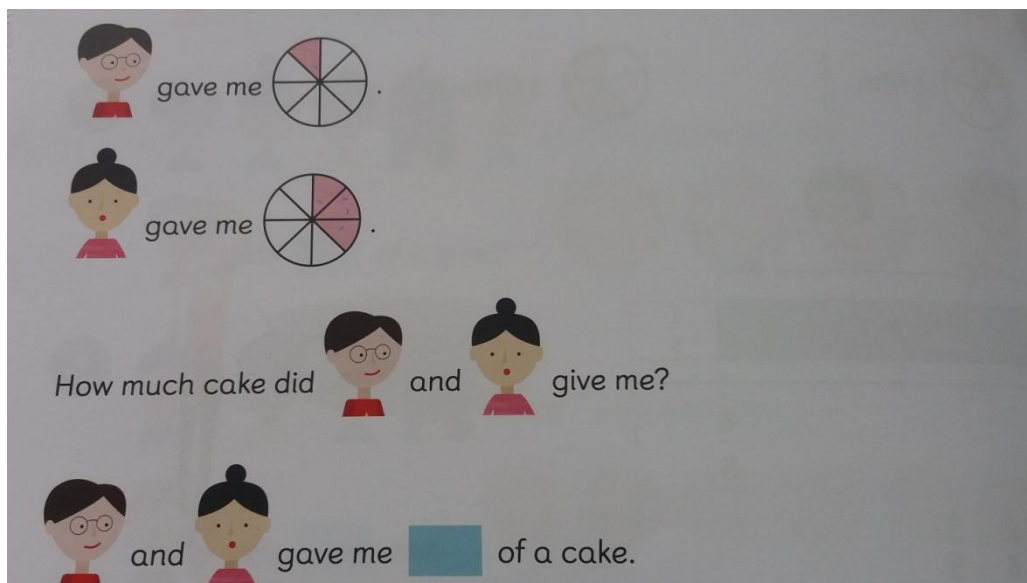 gave me .
gave me .
How much cake did and give me?
and gave me of a cake.